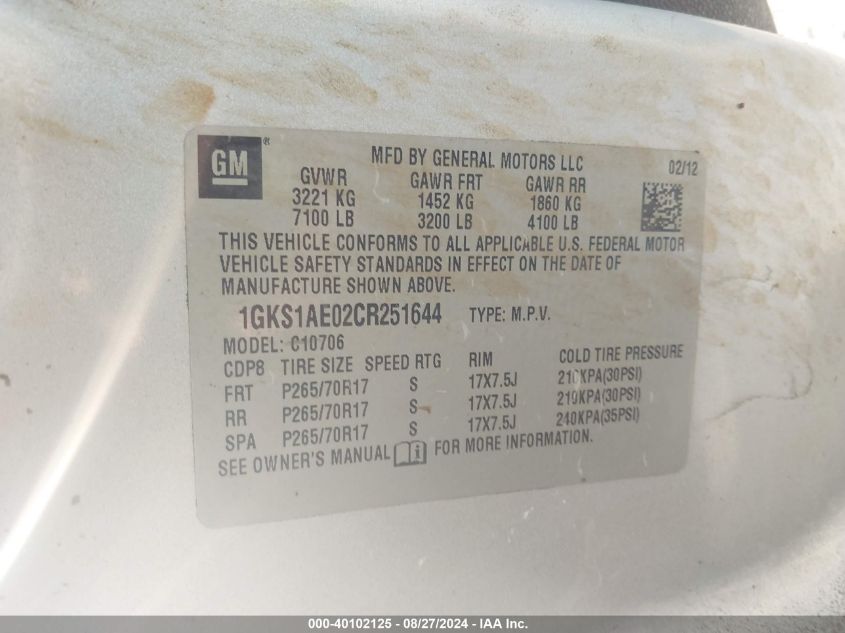 GM ® MFD BY GENERAL MOTORS LLC 02/12
GVWR GAWR FRT GAWR RR
3221 KG 1452 KG 1860 KG
7100 LB 3200 LB 4100 LB
THIS VEHICLE CONFORMS TO ALL APPLICABLE U.S. FEDERAL MOTOR
VEHICLE SAFETY STANDARDS IN EFFECT ON THE DATE OF
MANUFACTURE SHOWN ABOVE.
1GKS1AE02CR251644 TYPE: M.P.V.
MODEL: C10706
CDP8 TIRE SIZE SPEED RTG RIM COLD TIRE PRESSURE
FRT P265/70R17 S 17X7.5J 210KPA(30PSI)
RR P265/70R17 S 17X7.5J 210KPA(30PSI)
SPA P265/70R17 S 17X7.5J 240KPA(35PSI)
SEE OWNER'S MANUAL i FOR MORE INFORMATION.
000-40102125 - 08/27/2024 - IAA Inc.